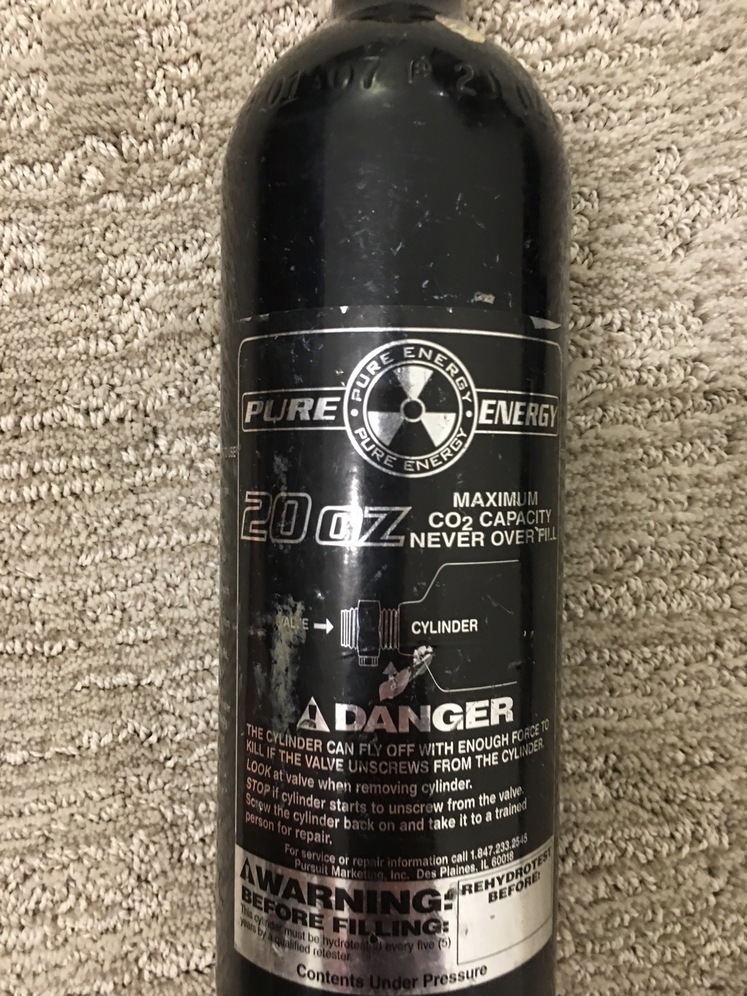 01 07
PURE ENERGY
PURE ENERGY
PURE ENERGY
20 oz
MAXIMUM
CO2 CAPACITY
NEVER OVER FILL
VALVE
CYLINDER
DANGER
THE CYLINDER CAN FLY OFF WITH ENOUGH FORCE TO
KILL IF THE VALVE UNSCREWS FROM THE CYLINDER.
LOOK at valve when removing cylinder.
STOP if cylinder starts to unscrew from the valve.
Screw the cylinder back on and take it to a trained
person for repair.
For service or repair information call 1.847.233.2545
Pursuit Marketing, Inc. Des Plaines, IL 60018
WARNING:
BEFORE FILLING:
This cylinder must be hydrotested every five (5)
years by a qualified retester.
REHYDROTEST
BEFORE:
Contents Under Pressure